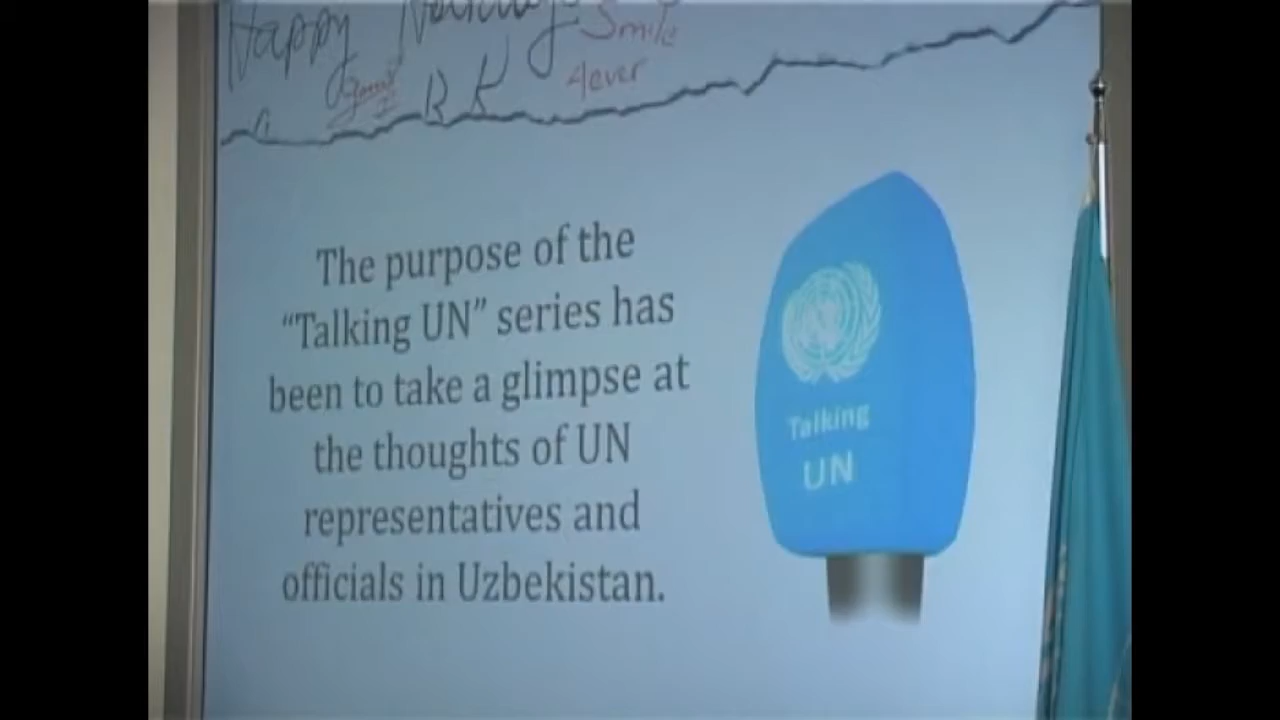 Happy
Smile
4ever
B K
The purpose of the
“Talking UN” series has
been to take a glimpse at
the thoughts of UN
representatives and
officials in Uzbekistan.
Talking
UN